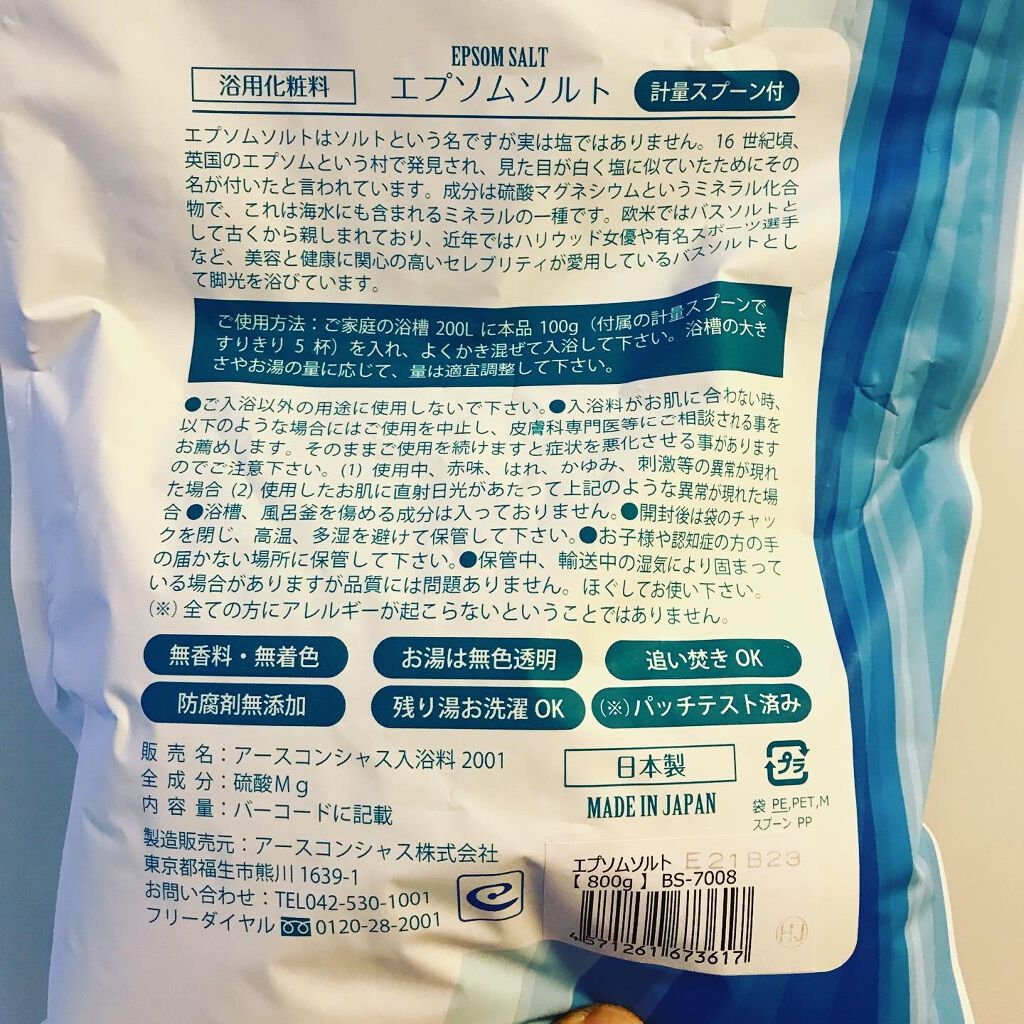 EPSOM SALT
浴用化粧料 エプソムソルト 計量スプーン付
エプソムソルトはソルトという名ですが実は塩ではありません。16 世紀頃、
英国のエプソムという村で発見され、見た目が白く塩に似ていたためにその
名が付いたと言われています。成分は硫酸マグネシウムというミネラル化合
物で、これは海水にも含まれるミネラルの一種です。欧米ではバスソルトと
して古くから親しまれており、近年ではハリウッド女優や有名スポーツ選手
など、美容と健康に関心の高いセレブリティが愛用しているバスソルトとし
て脚光を浴びています。
ご使用方法：ご家庭の浴槽 200L に本品 100g（付属の計量スプーンで
すりきり 5 杯）を入れ、よくかき混ぜて入浴して下さい。浴槽の大き
さやお湯の量に応じて、量は適宜調整して下さい。
●ご入浴以外の用途に使用しないで下さい。●入浴料がお肌に合わない時、
以下のような場合にはご使用を中止し、皮膚科専門医等にご相談される事を
お薦めします。そのままご使用を続けますと症状を悪化させる事があります
のでご注意下さい。(1) 使用中、赤味、はれ、かゆみ、刺激等の異常が現れ
た場合 (2) 使用したお肌に直射日光があたって上記のような異常が現れた場
合 ●浴槽、風呂釜を傷める成分は入っておりません。●開封後は袋のチャッ
クを閉じ、高温、多湿を避けて保管して下さい。●お子様や認知症の方の手
の届かない場所に保管して下さい。●保管中、輸送中の湿気により固まって
いる場合がありますが品質には問題ありません。ほぐしてお使い下さい。
（※）全ての方にアレルギーが起こらないということではありません。
無香料・無着色 お湯は無色透明 追い焚き OK
防腐剤無添加 残り湯お洗濯 OK （※）パッチテスト済み
販 売 名：アースコンシャス入浴料 2001
全 成 分：硫酸Ｍｇ
内 容 量：バーコードに記載
製造販売元：アースコンシャス株式会社
東京都福生市熊川 1639-1
お問い合わせ：TEL042-530-1001
フリーダイヤル 0120-28-2001
日本製
MADE IN JAPAN
プラ
袋 PE,PET,M
スプーン PP
エプソムソルト E21B23
【 800g 】 BS-7008
4571261673617
HJ